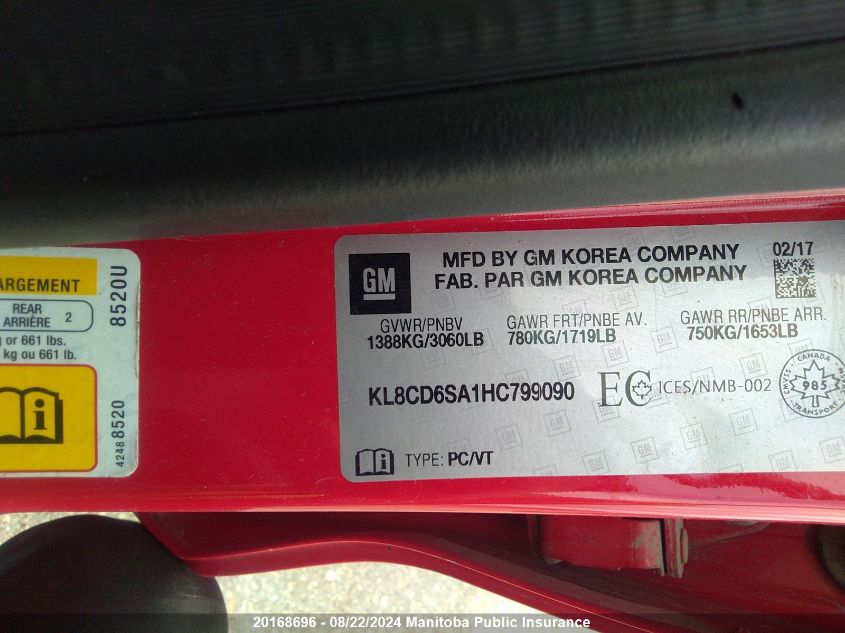 ARGEMENT
REAR
ARRIÈRE 2
or 661 lbs.
kg ou 661 lb.
8520U
4248 8520
GM
MFD BY GM KOREA COMPANY
FAB. PAR GM KOREA COMPANY
02/17
GVWR/PNBV
1388KG/3060LB
GAWR FRT/PNBE AV.
780KG/1719LB
GAWR RR/PNBE ARR.
750KG/1653LB
KL8CD6SA1HC799090
EC ICES/NMB-002
CANADA
985
TRANSPORT
TYPE: PC/VT
20168696 - 08/22/2024 Manitoba Public Insurance